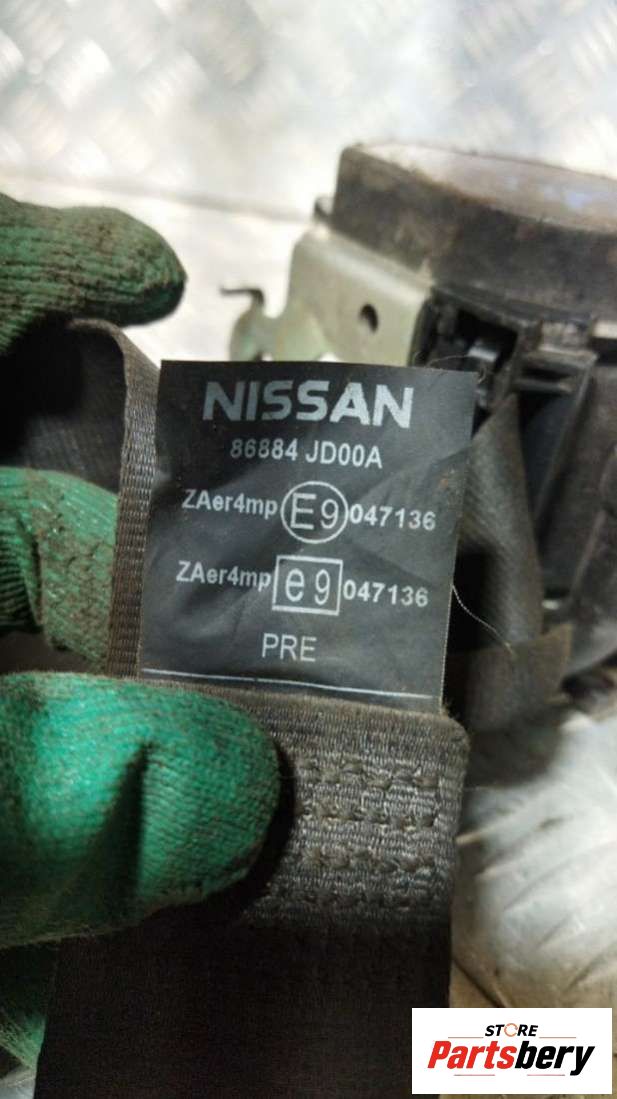 NISSAN
86884 JD00A
ZAer4mp E9 047136
ZAer4mp e9 047136
PRE
STORE
Partsbery